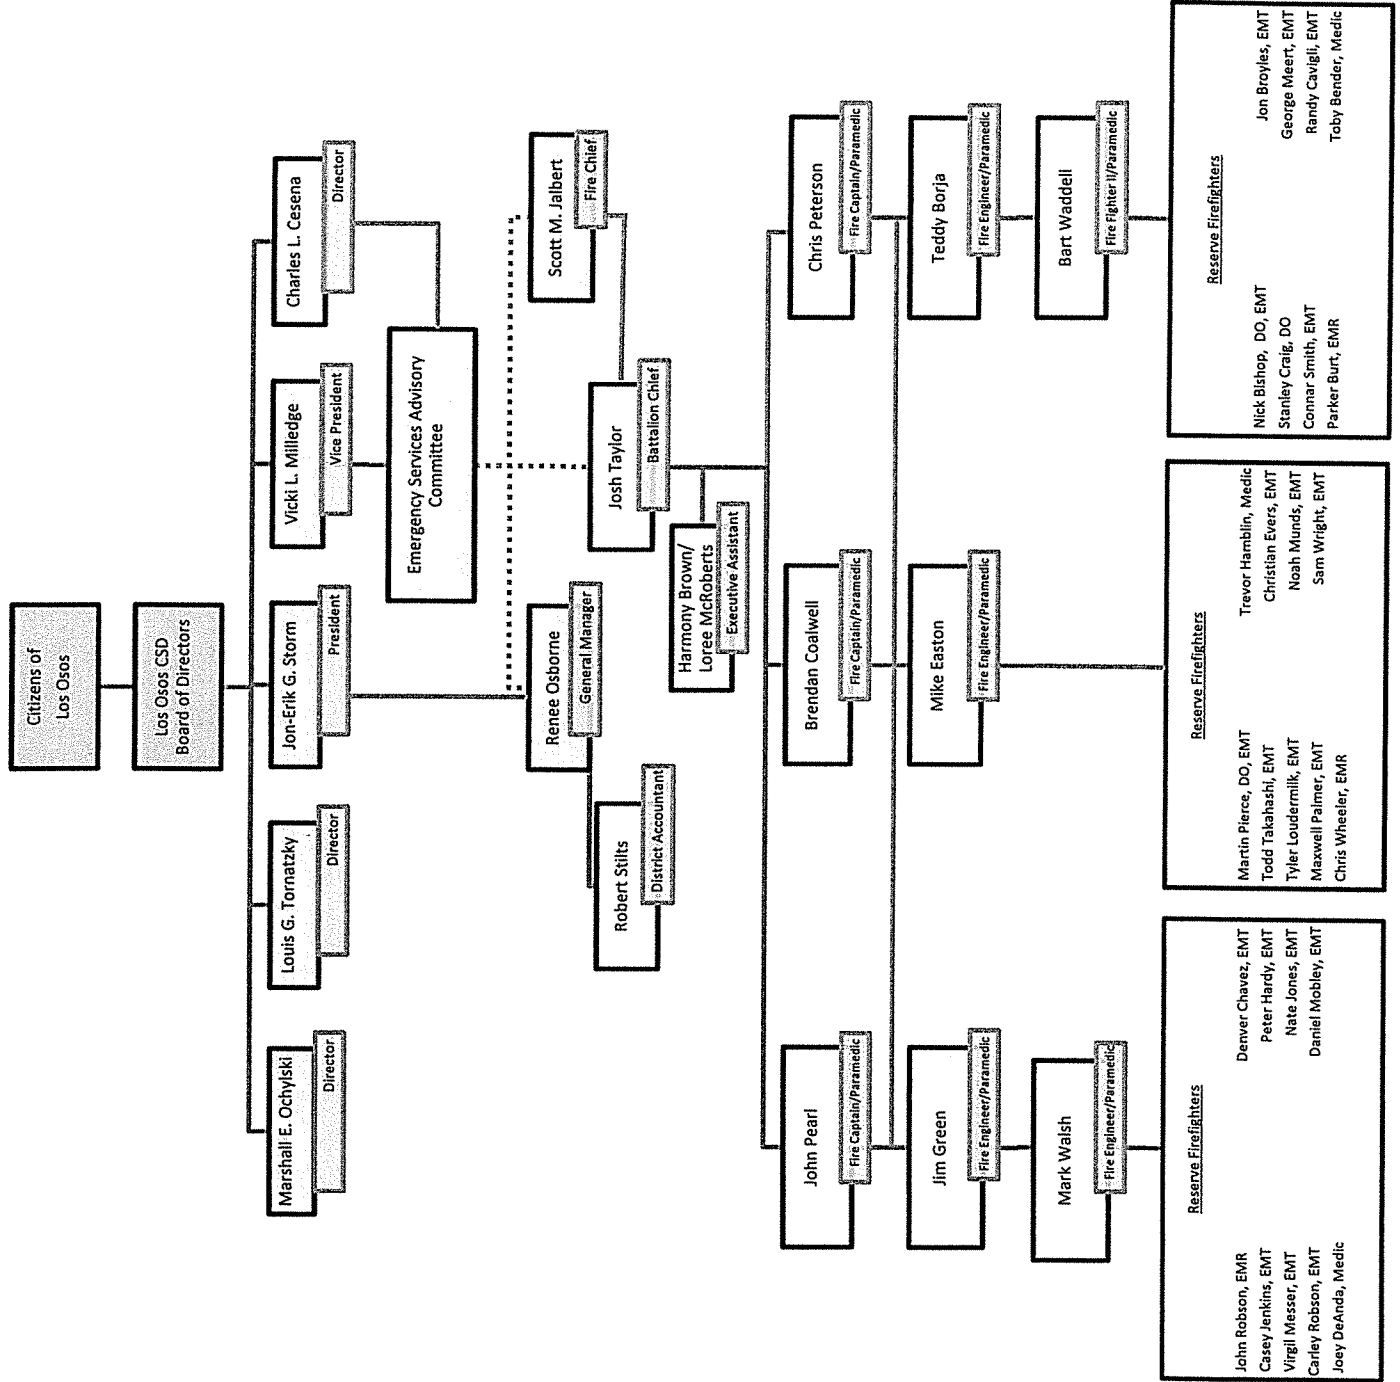 Citizens of
Los Osos
Los Osos CSD
Board of Directors
Marshall E. Ochylski
Director
Louis G. Tornatzky
Director
Jon-Erik G. Storm
President
Vicki L. Milledge
Vice President
Charles L. Cesena
Director
Emergency Services Advisory
Committee
Renee Osborne
General Manager
Scott M. Jalbert
Fire Chief
Robert Stilts
District Accountant
Josh Taylor
Battalion Chief
Harmony Brown/
Loree McRoberts
Executive Assistant
John Pearl
Fire Captain/Paramedic
Brendan Coalwell
Fire Captain/Paramedic
Chris Peterson
Fire Captain/Paramedic
Jim Green
Fire Engineer/Paramedic
Mike Easton
Fire Engineer/Paramedic
Teddy Borja
Fire Engineer/Paramedic
Mark Walsh
Fire Engineer/Paramedic
Bart Waddell
Fire Fighter II/Paramedic
Reserve Firefighters
John Robson, EMR
Denver Chavez, EMT
Casey Jenkins, EMT
Peter Hardy, EMT
Virgil Messer, EMT
Nate Jones, EMT
Carley Robson, EMT
Daniel Mobley, EMT
Joey DeAnda, Medic
Reserve Firefighters
Martin Pierce, DO, EMT
Trevor Hamblin, Medic
Todd Takahashi, EMT
Christian Evers, EMT
Tyler Loudermilk, EMT
Noah Munds, EMT
Maxwell Palmer, EMT
Sam Wright, EMT
Chris Wheeler, EMR
Reserve Firefighters
Nick Bishop, DO, EMT
Jon Broyles, EMT
Stanley Craig, DO
George Meert, EMT
Connar Smith, EMT
Randy Cavigli, EMT
Parker Burt, EMR
Toby Bender, Medic